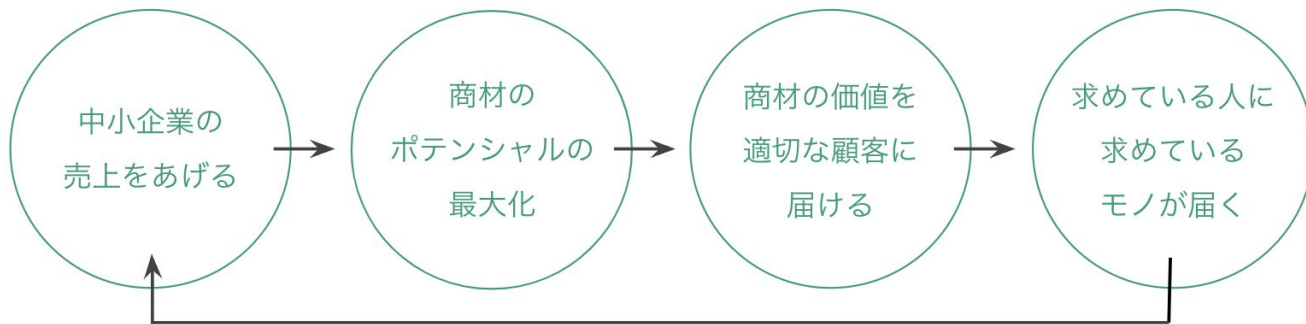 中小企業の
売上をあげる
商材の
ポテンシャルの
最大化
商材の価値を
適切な顧客に
届ける
求めている人に
求めている
モノが届く